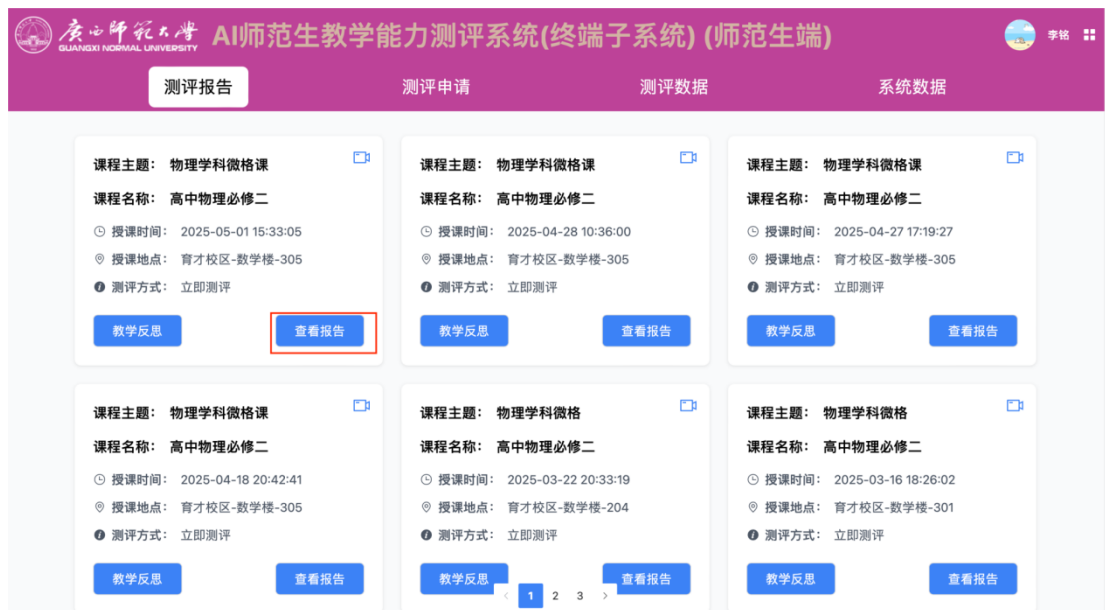 广西师范大学
GUANGXI NORMAL UNIVERSITY
AI师范生教学能力测评系统(终端子系统) (师范生端)
李铭
测评报告
测评申请
测评数据
系统数据
课程主题： 物理学科微格课
课程名称： 高中物理必修二
授课时间： 2025-05-01 15:33:05
授课地点： 育才校区-数学楼-305
测评方式： 立即测评
教学反思
查看报告
课程主题： 物理学科微格课
课程名称： 高中物理必修二
授课时间： 2025-04-28 10:36:00
授课地点： 育才校区-数学楼-305
测评方式： 立即测评
教学反思
查看报告
课程主题： 物理学科微格课
课程名称： 高中物理必修二
授课时间： 2025-04-27 17:19:27
授课地点： 育才校区-数学楼-305
测评方式： 立即测评
教学反思
查看报告
课程主题： 物理学科微格课
课程名称： 高中物理必修二
授课时间： 2025-04-18 20:42:41
授课地点： 育才校区-数学楼-305
测评方式： 立即测评
教学反思
查看报告
课程主题： 物理学科微格
课程名称： 高中物理必修二
授课时间： 2025-03-22 20:33:19
授课地点： 育才校区-数学楼-204
测评方式： 立即测评
教学反思
查看报告
课程主题： 物理学科微格
课程名称： 高中物理必修二
授课时间： 2025-03-16 18:26:02
授课地点： 育才校区-数学楼-301
测评方式： 立即测评
教学反思
查看报告
< 1 2 3 >